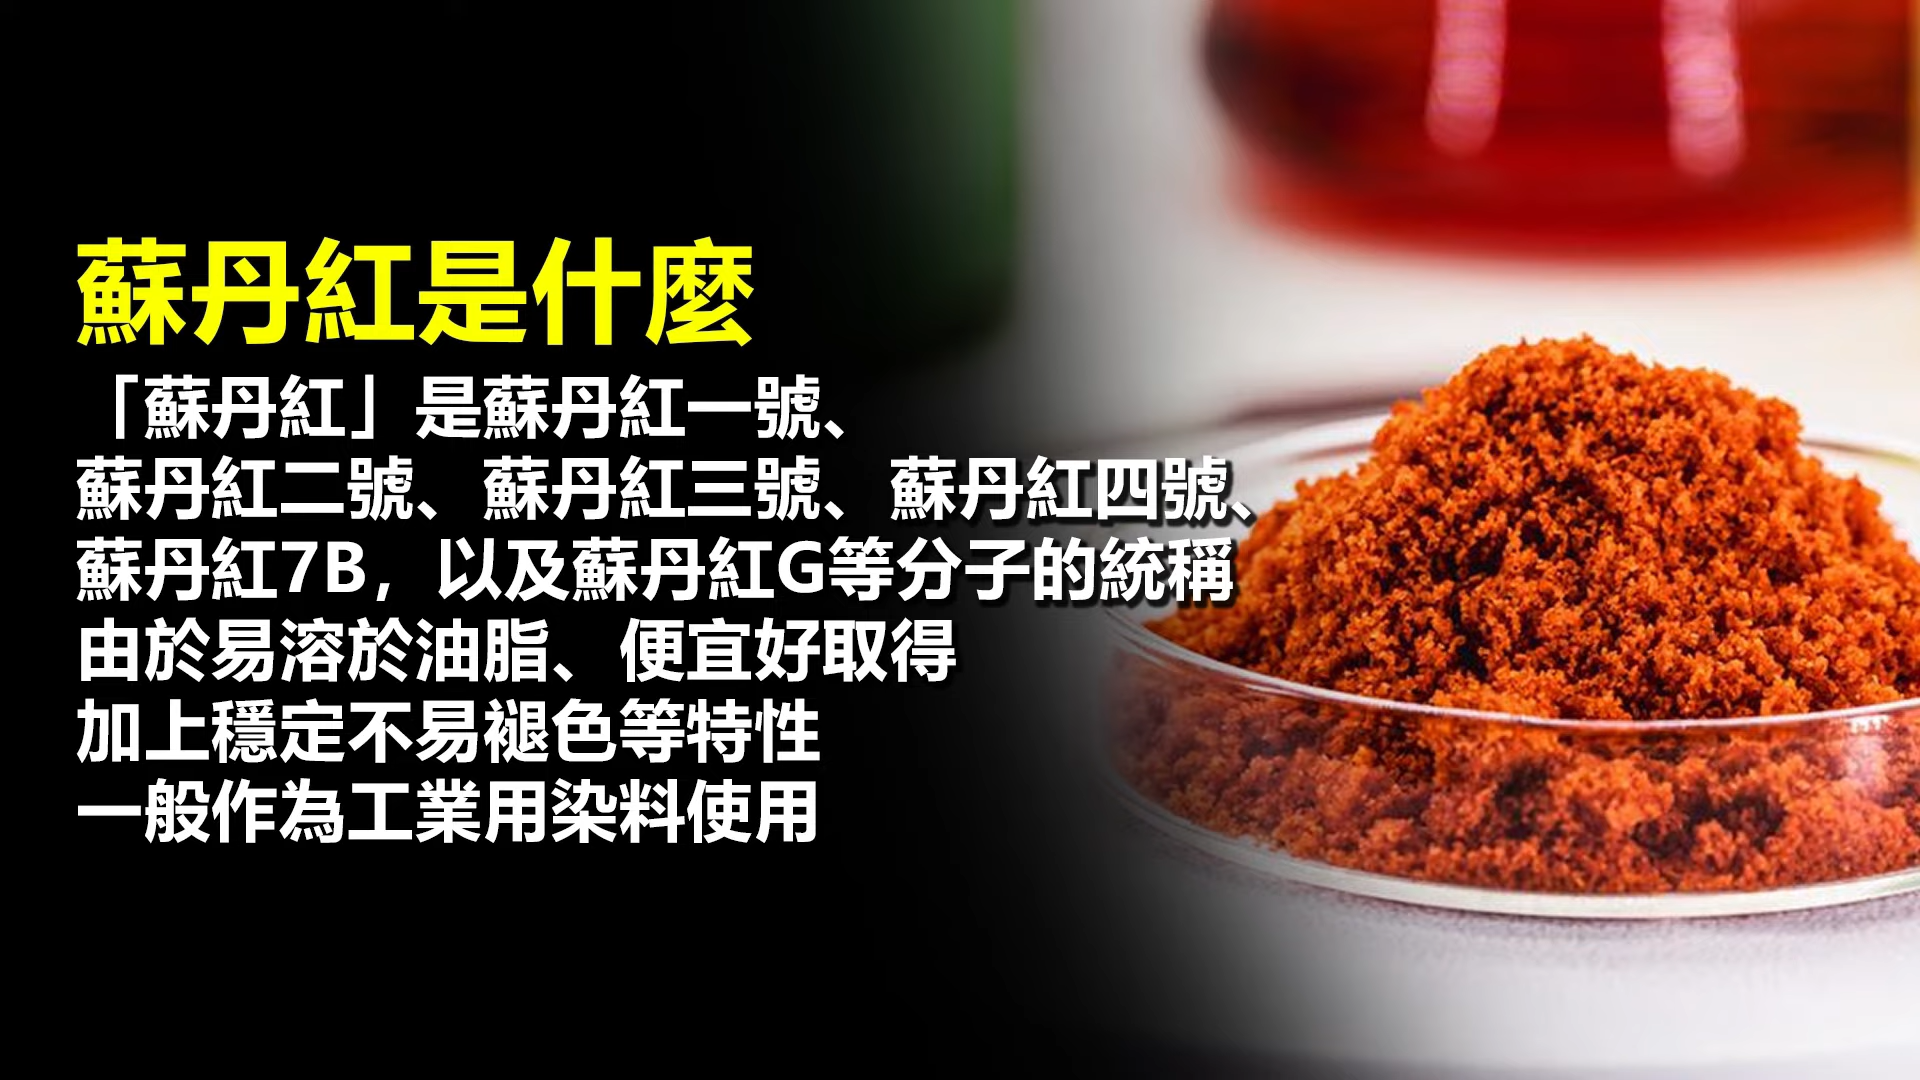 蘇丹紅是什麼
「蘇丹紅」是蘇丹紅一號、
蘇丹紅二號、蘇丹紅三號、蘇丹紅四號、
蘇丹紅7B，以及蘇丹紅G等分子的統稱
由於易溶於油脂、便宜好取得
加上穩定不易褪色等特性
一般作為工業用染料使用